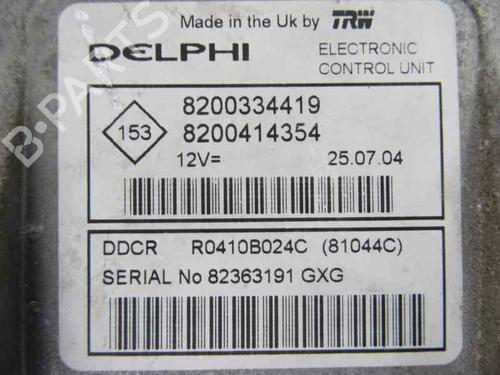 Made in the Uk by TRW
DELPHI
ELECTRONIC
CONTROL UNIT
153
8200334419
8200414354
12V=
25.07.04
DDCR R0410B024C (81044C)
SERIAL No 82363191 GXG
B-PARTS